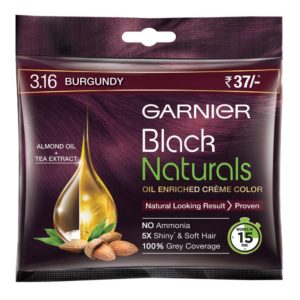 3.16 BURGUNDY
₹ 37/-
ALMOND OIL
+
TEA EXTRACT
GARNIER
Black
Naturals
OIL ENRICHED CRÈME COLOR
Natural Looking Result > Proven
NO Ammonia
5X Shiny* & Soft Hair
100% Grey Coverage
WORKS IN
15
MIN